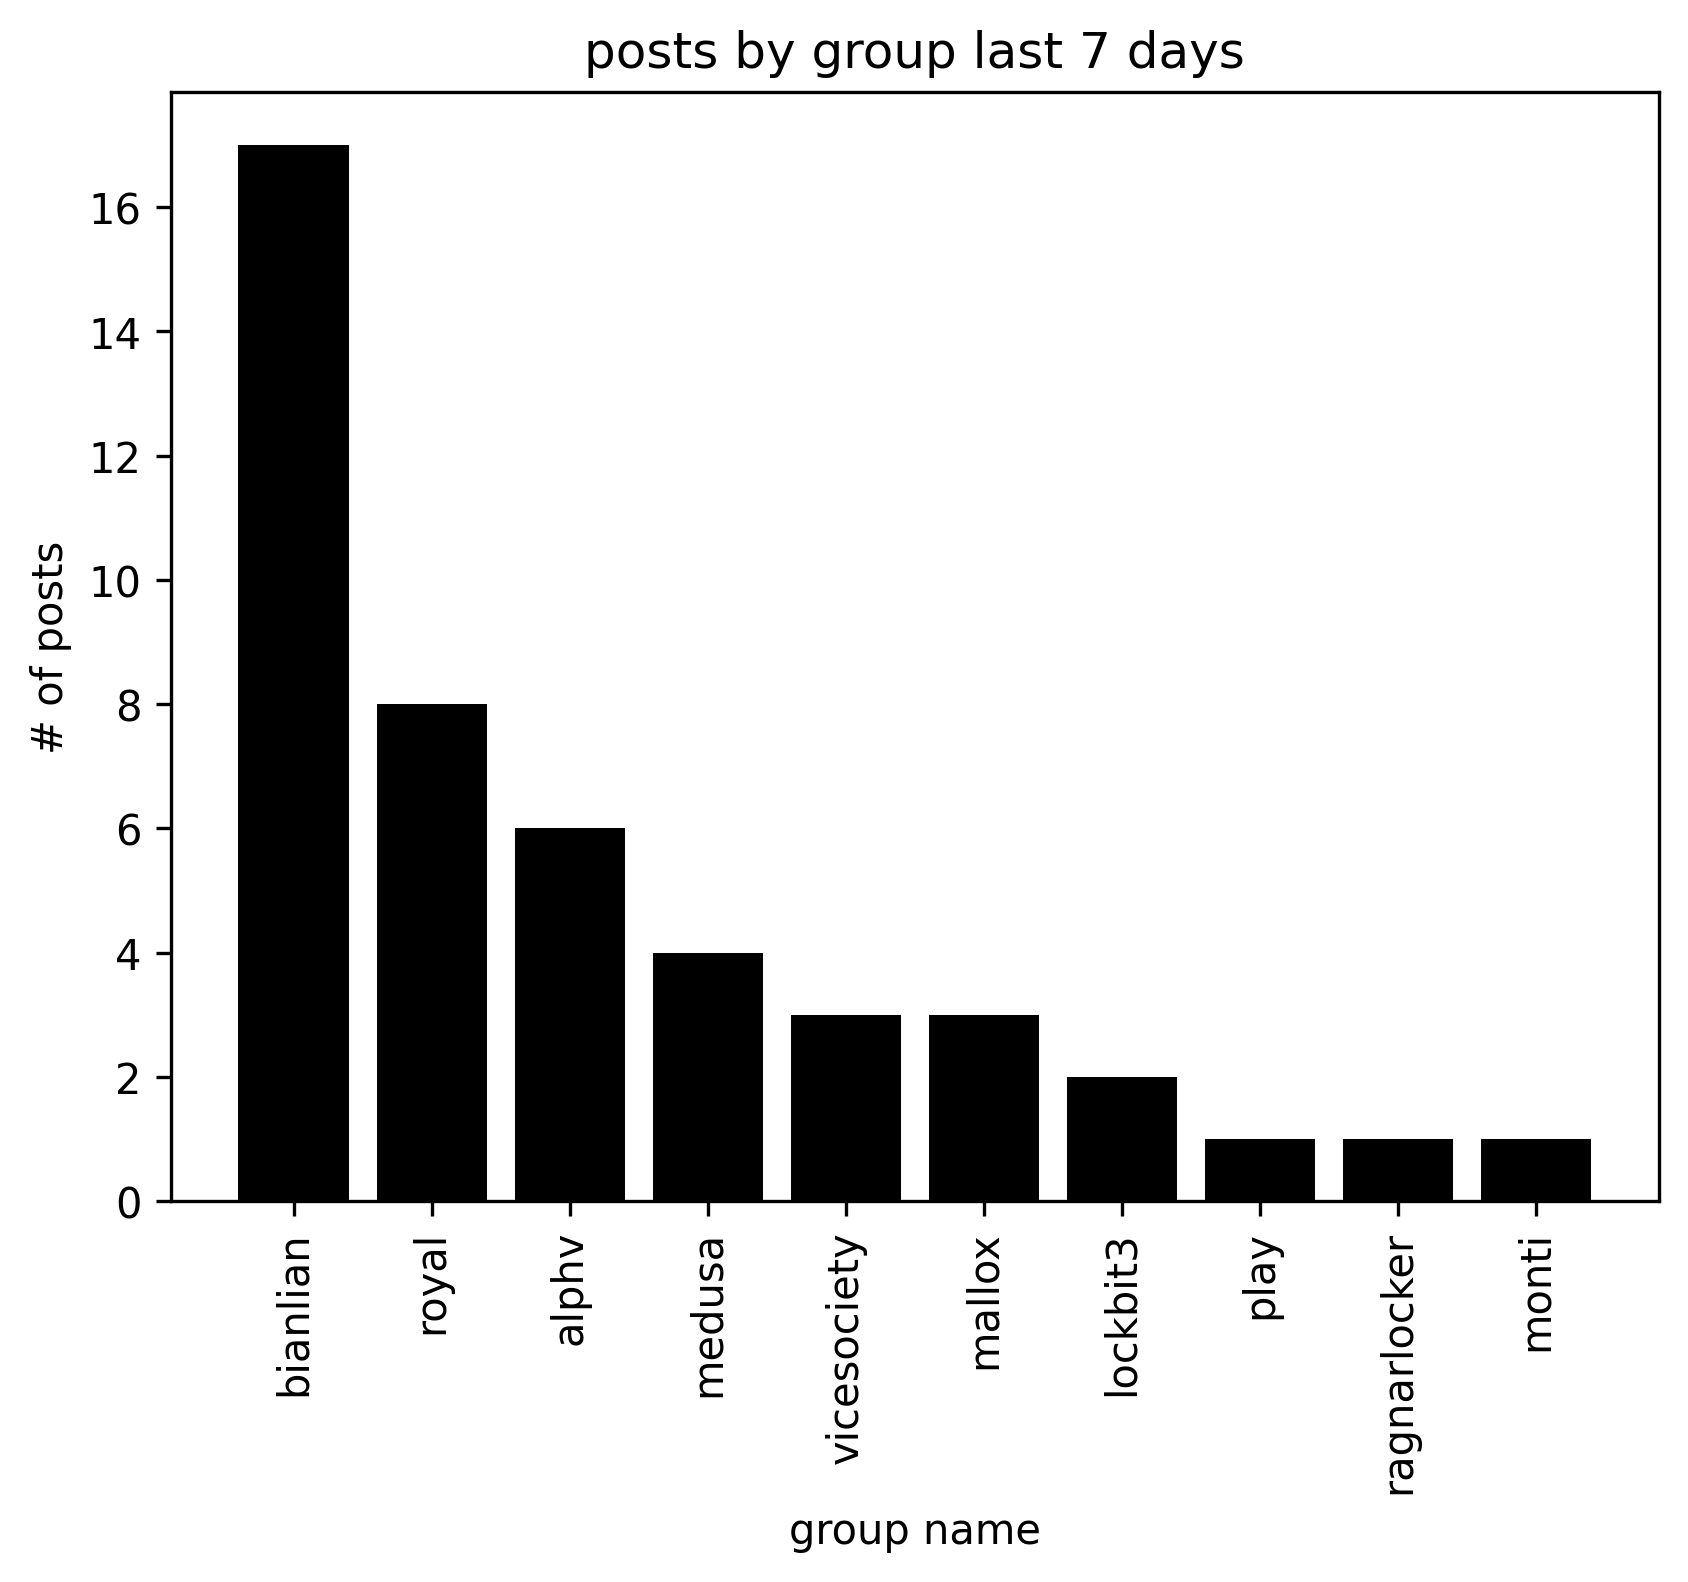 posts by group last 7 days
# of posts
16
14
12
10
8
6
4
2
0
bianlian
royal
alphv
medusa
vicesociety
mallox
lockbit3
play
ragnarlocker
monti
group name